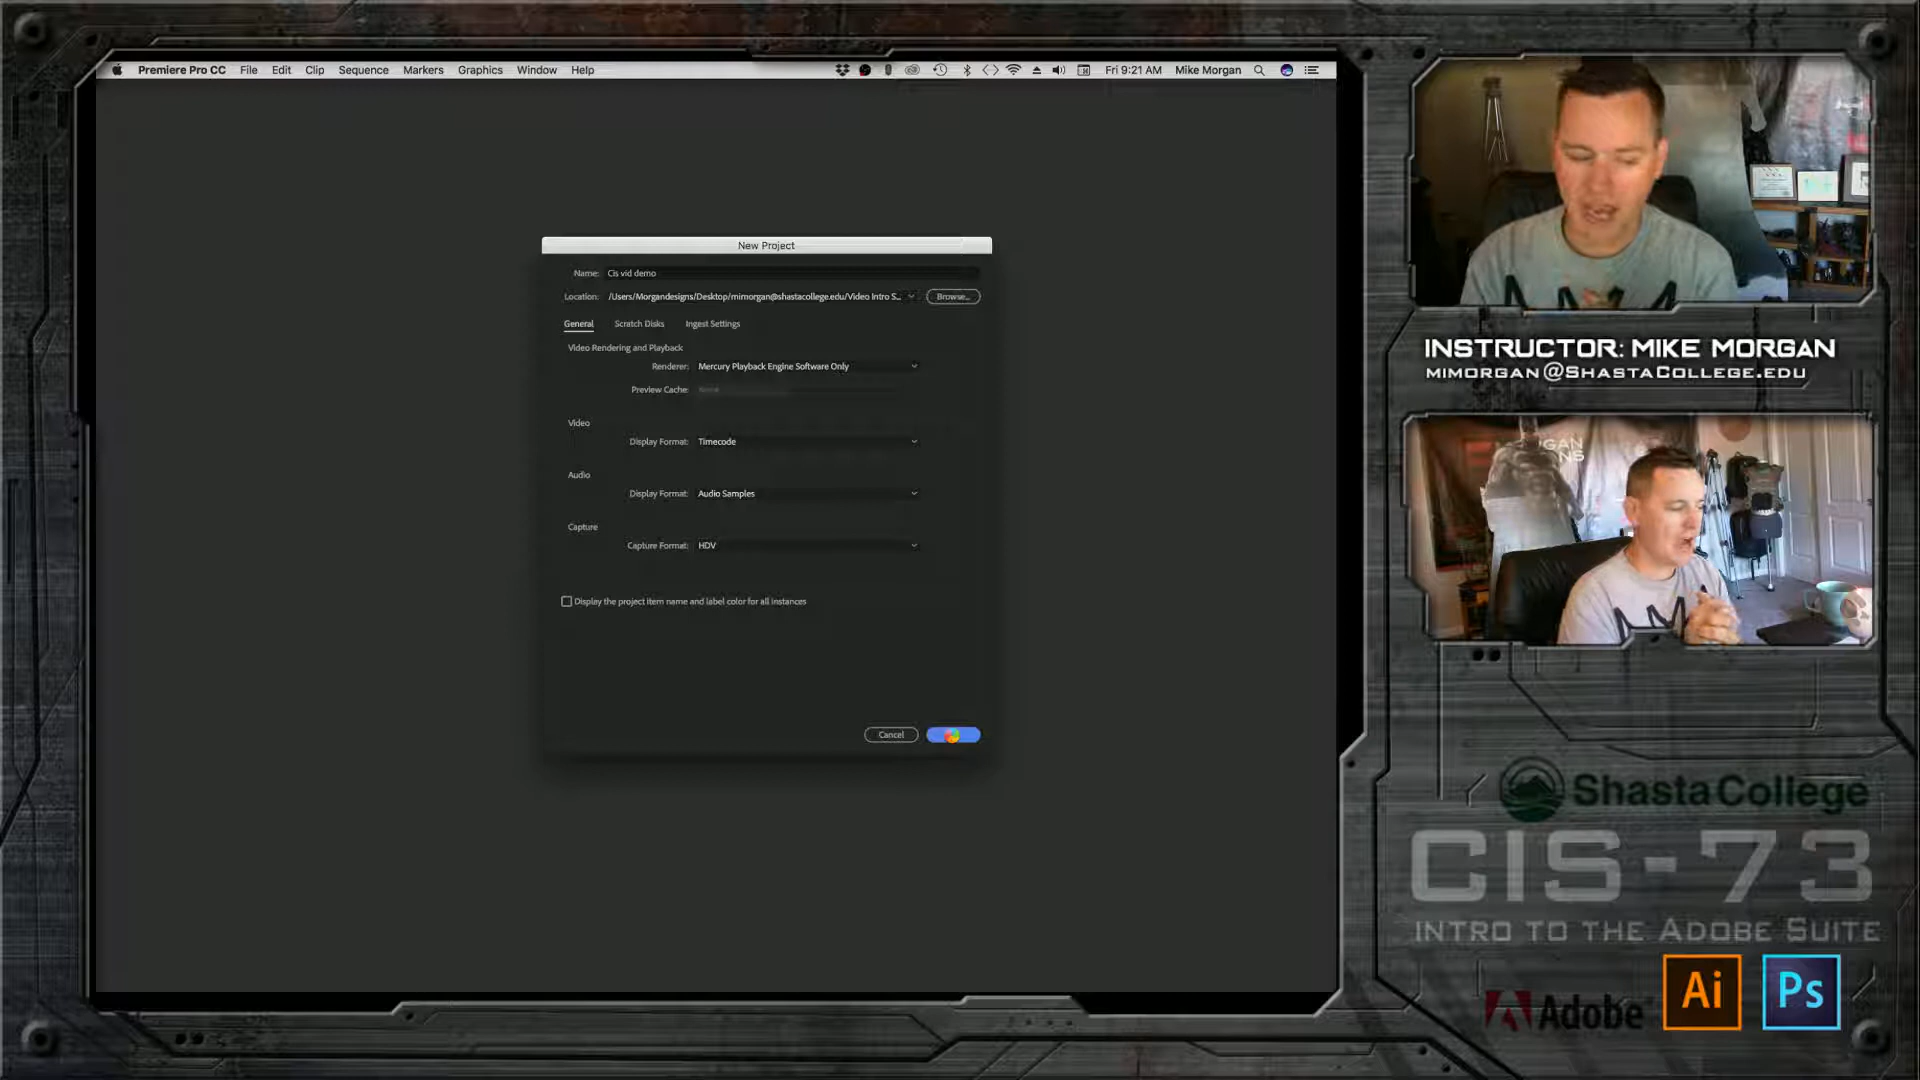 Premiere Pro CC File Edit Clip Sequence Markers Graphics Window Help Fri 9:21 AM Mike Morgan
New Project
Name: Cis vid demo
Location: /Users/Morgandesigns/Desktop/mimorgan@shastacollege.edu/Video Intro S... Browse...
General Scratch Disks Ingest Settings
Video Rendering and Playback
Renderer: Mercury Playback Engine Software Only
Preview Cache: None
Video
Display Format: Timecode
Audio
Display Format: Audio Samples
Capture
Capture Format: HDV
Display the project item name and label color for all instances
Cancel
INSTRUCTOR: MIKE MORGAN
MIMORGAN@SHASTACOLLEGE.EDU
Shasta College
CIS-73
INTRO TO THE ADOBE SUITE
Adobe Ai Ps